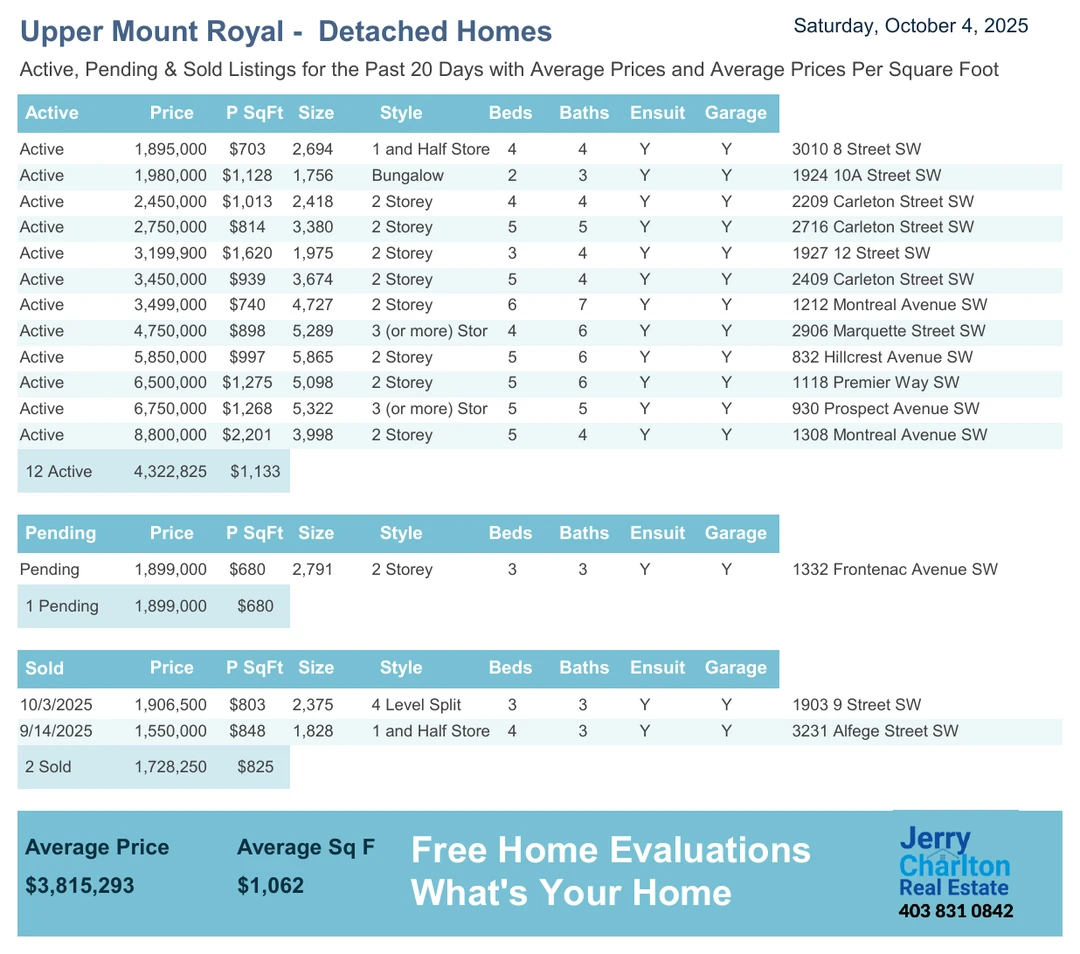 Upper Mount Royal - Detached Homes
Saturday, October 4, 2025
Active, Pending & Sold Listings for the Past 20 Days with Average Prices and Average Prices Per Square Foot
Active Price P SqFt Size Style Beds Baths Ensuit Garage
Active 1,895,000 $703 2,694 1 and Half Store 4 4 Y Y 3010 8 Street SW
Active 1,980,000 $1,128 1,756 Bungalow 2 3 Y Y 1924 10A Street SW
Active 2,450,000 $1,013 2,418 2 Storey 4 4 Y Y 2209 Carleton Street SW
Active 2,750,000 $814 3,380 2 Storey 5 5 Y Y 2716 Carleton Street SW
Active 3,199,900 $1,620 1,975 2 Storey 3 4 Y Y 1927 12 Street SW
Active 3,450,000 $939 3,674 2 Storey 5 4 Y Y 2409 Carleton Street SW
Active 3,499,000 $740 4,727 2 Storey 6 7 Y Y 1212 Montreal Avenue SW
Active 4,750,000 $898 5,289 3 (or more) Stor 4 6 Y Y 2906 Marquette Street SW
Active 5,850,000 $997 5,865 2 Storey 5 6 Y Y 832 Hillcrest Avenue SW
Active 6,500,000 $1,275 5,098 2 Storey 5 6 Y Y 1118 Premier Way SW
Active 6,750,000 $1,268 5,322 3 (or more) Stor 5 5 Y Y 930 Prospect Avenue SW
Active 8,800,000 $2,201 3,998 2 Storey 5 4 Y Y 1308 Montreal Avenue SW
12 Active 4,322,825 $1,133
Pending Price P SqFt Size Style Beds Baths Ensuit Garage
Pending 1,899,000 $680 2,791 2 Storey 3 3 Y Y 1332 Frontenac Avenue SW
1 Pending 1,899,000 $680
Sold Price P SqFt Size Style Beds Baths Ensuit Garage
10/3/2025 1,906,500 $803 2,375 4 Level Split 3 3 Y Y 1903 9 Street SW
9/14/2025 1,550,000 $848 1,828 1 and Half Store 4 3 Y Y 3231 Alfege Street SW
2 Sold 1,728,250 $825
Average Price Average Sq F
$3,815,293 $1,062
Free Home Evaluations
What's Your Home
Jerry
Charlton
Real Estate
403 831 0842